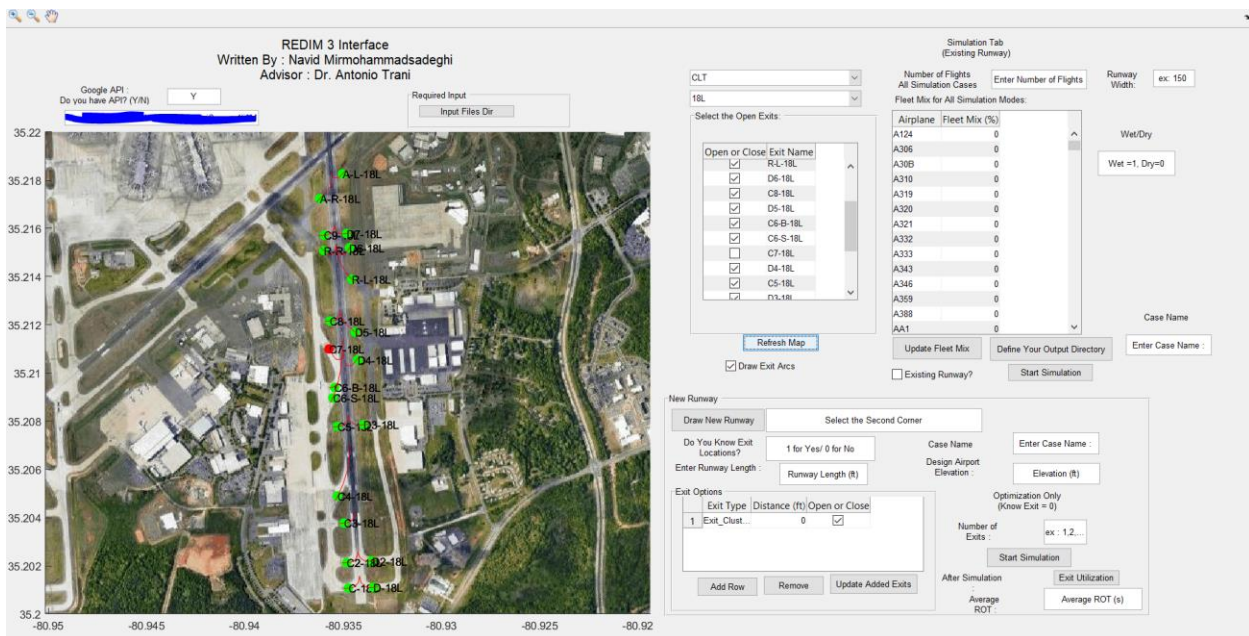 REDIM 3 Interface
Written By : Navid Mirmohammadsadeghi
Advisor : Dr. Antonio Trani
Google API :
Do you have API? (Y/N)
Y
Required Input
Input Files Dir
35.22
35.218
35.216
35.214
35.212
35.21
35.208
35.206
35.204
35.202
35.2
-80.95
-80.945
-80.94
-80.935
-80.93
-80.925
-80.92
A-L-18L
A-R-18L
D7-18L
R-L-18L
C8-18L
D5-18L
C7-18L
D4-18L
C6-B-18L
C6-S-18L
D3-18L
C4-18L
C3-18L
D-18L
CLT
18L
Select the Open Exits:
Open or Close Exit Name
R-L-18L
D6-18L
C8-18L
D5-18L
C6-B-18L
C6-S-18L
C7-18L
D4-18L
C5-18L
D3-18L
Refresh Map
Draw Exit Arcs
Simulation Tab
(Existing Runway)
Number of Flights
All Simulation Cases
Enter Number of Flights
Runway
Width:
ex: 150
Fleet Mix for All Simulation Modes:
Airplane Fleet Mix (%)
A124 0
A306 0
A30B 0
A310 0
A319 0
A320 0
A321 0
A332 0
A333 0
A343 0
A346 0
A359 0
A388 0
AA1 0
Wet/Dry
Wet =1, Dry=0
Case Name
Enter Case Name :
Update Fleet Mix
Define Your Output Directory
Existing Runway?
Start Simulation
New Runway
Draw New Runway
Select the Second Corner
Do You Know Exit
Locations?
1 for Yes/ 0 for No
Case Name
Enter Case Name :
Enter Runway Length :
Runway Length (ft)
Design Airport
Elevation :
Elevation (ft)
Exit Options
Exit Type Distance (ft) Open or Close
1 Exit_Clust... 0
Add Row
Remove
Update Added Exits
Optimization Only
(Know Exit = 0)
Number of
Exits :
ex : 1,2,...
Start Simulation
After Simulation
:
Exit Utilization
Average
ROT :
Average ROT (s)